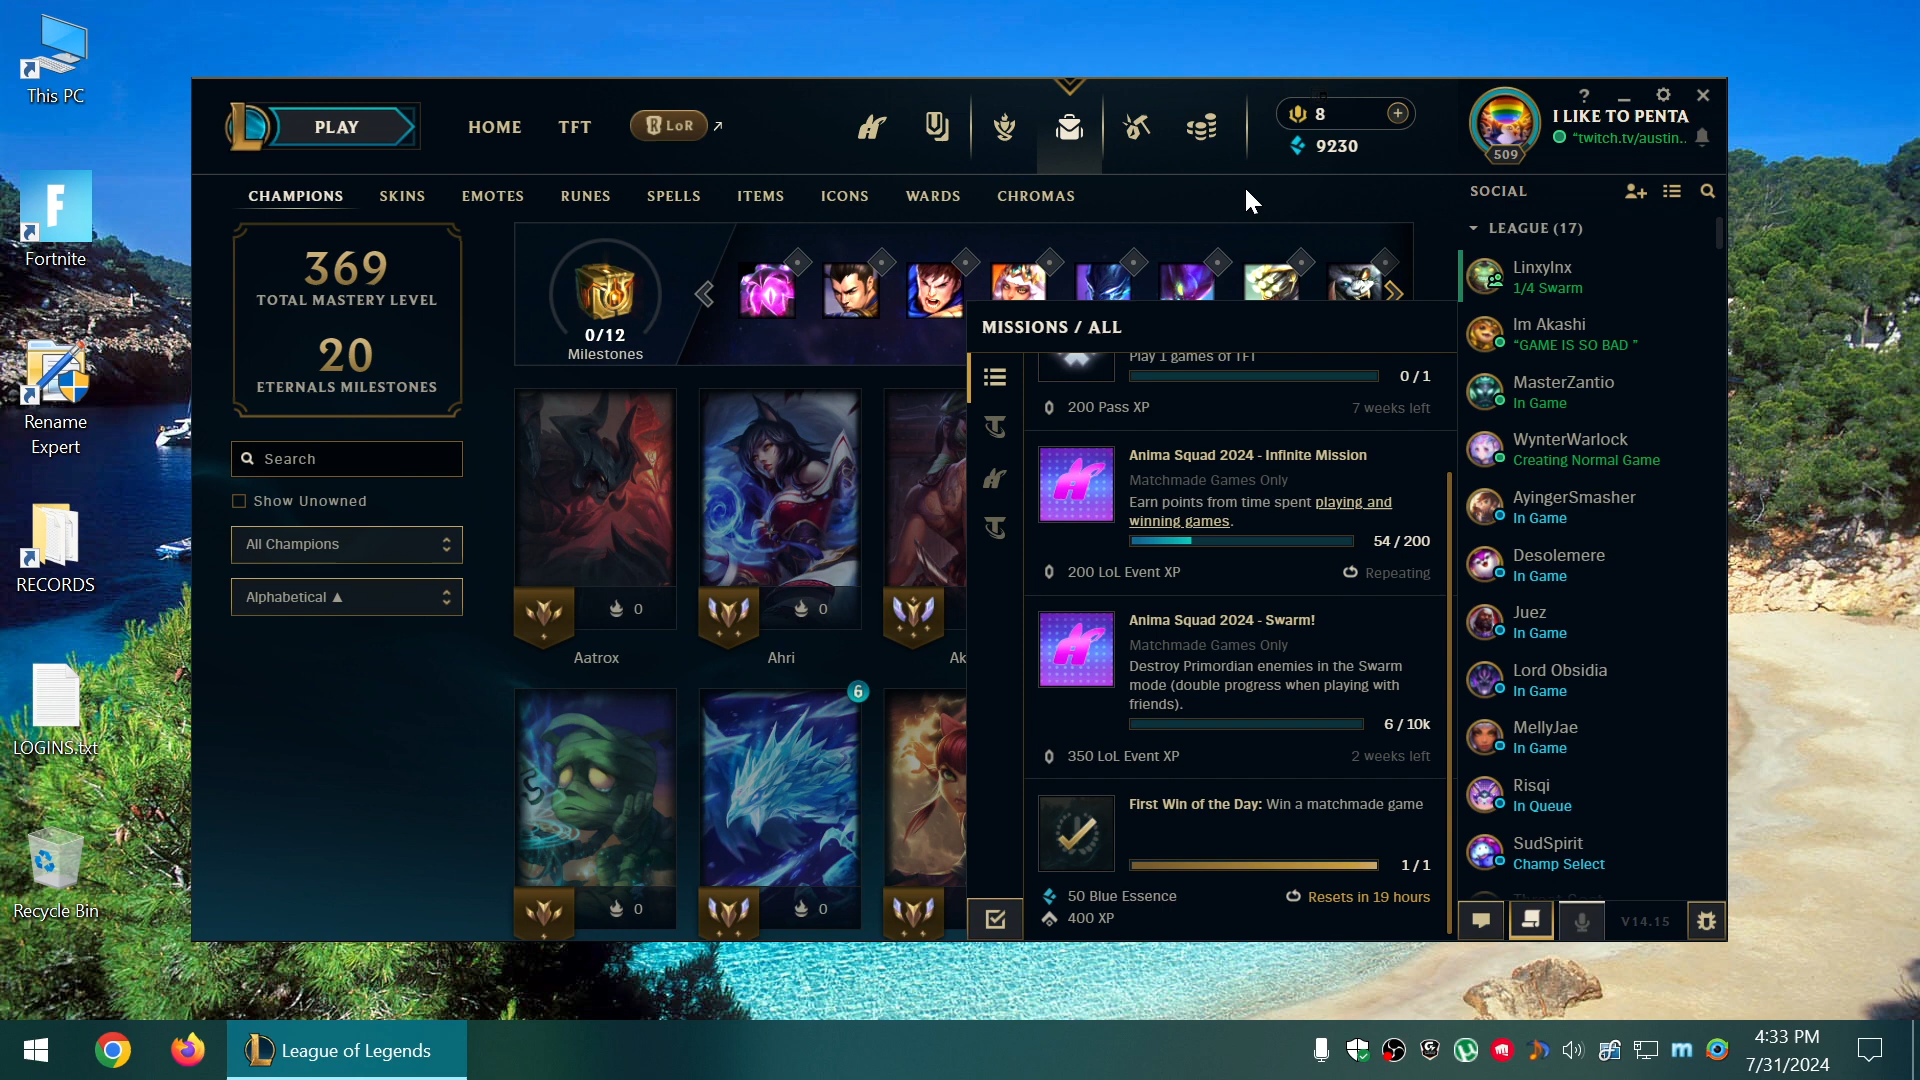 This PC
Fortnite
Rename
Expert
RECORDS
LOGINS.txt
Recycle Bin
PLAY
HOME
TFT
LoR
8
9230
I LIKE TO PENTA
“twitch.tv/austin..
509
CHAMPIONS
SKINS
EMOTES
RUNES
SPELLS
ITEMS
ICONS
WARDS
CHROMAS
369
TOTAL MASTERY LEVEL
20
ETERNALS MILESTONES
Search
Show Unowned
All Champions
Alphabetical ▲
0/12
Milestones
0
Aatrox
0
Ahri
Ak
6
0
0
MISSIONS / ALL
Play 1 games of TFT
0 / 1
200 Pass XP
7 weeks left
Anima Squad 2024 - Infinite Mission
Matchmade Games Only
Earn points from time spent playing and
winning games.
54 / 200
200 LoL Event XP
Repeating
Anima Squad 2024 - Swarm!
Matchmade Games Only
Destroy Primordian enemies in the Swarm
mode (double progress when playing with
friends).
6 / 10k
350 LoL Event XP
2 weeks left
First Win of the Day: Win a matchmade game
1 / 1
50 Blue Essence
Resets in 19 hours
400 XP
SOCIAL
LEAGUE (17)
LinxyInx
1/4 Swarm
Im Akashi
“GAME IS SO BAD ”
MasterZantio
In Game
WynterWarlock
Creating Normal Game
AyingerSmasher
In Game
Desolemere
In Game
Juez
In Game
Lord Obsidia
In Game
MellyJae
In Game
Risqi
In Queue
SudSpirit
Champ Select
V14.15
League of Legends
4:33 PM
7/31/2024